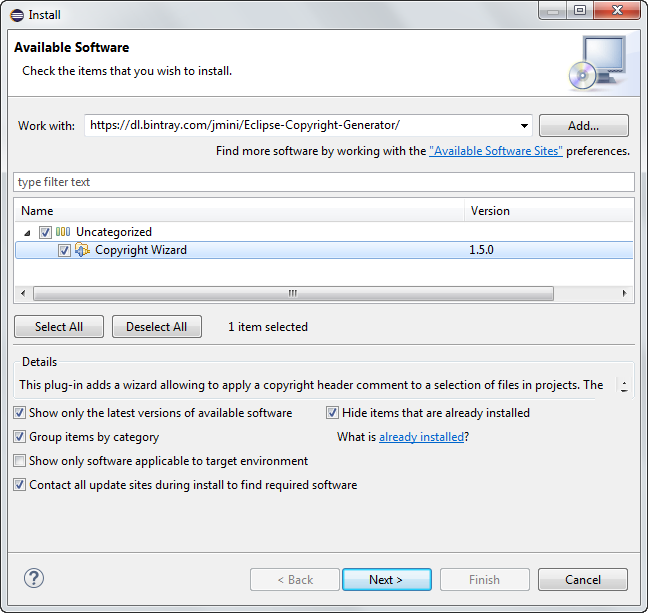 Install
Available Software
Check the items that you wish to install.
Work with: https://dl.bintray.com/jmini/Eclipse-Copyright-Generator/ Add...
Find more software by working with the "Available Software Sites" preferences.
type filter text
Name Version
Uncategorized
Copyright Wizard 1.5.0
Select All Deselect All 1 item selected
Details
This plug-in adds a wizard allowing to apply a copyright header comment to a selection of files in projects. The
Show only the latest versions of available software Hide items that are already installed
Group items by category What is already installed?
Show only software applicable to target environment
Contact all update sites during install to find required software
? < Back Next > Finish Cancel